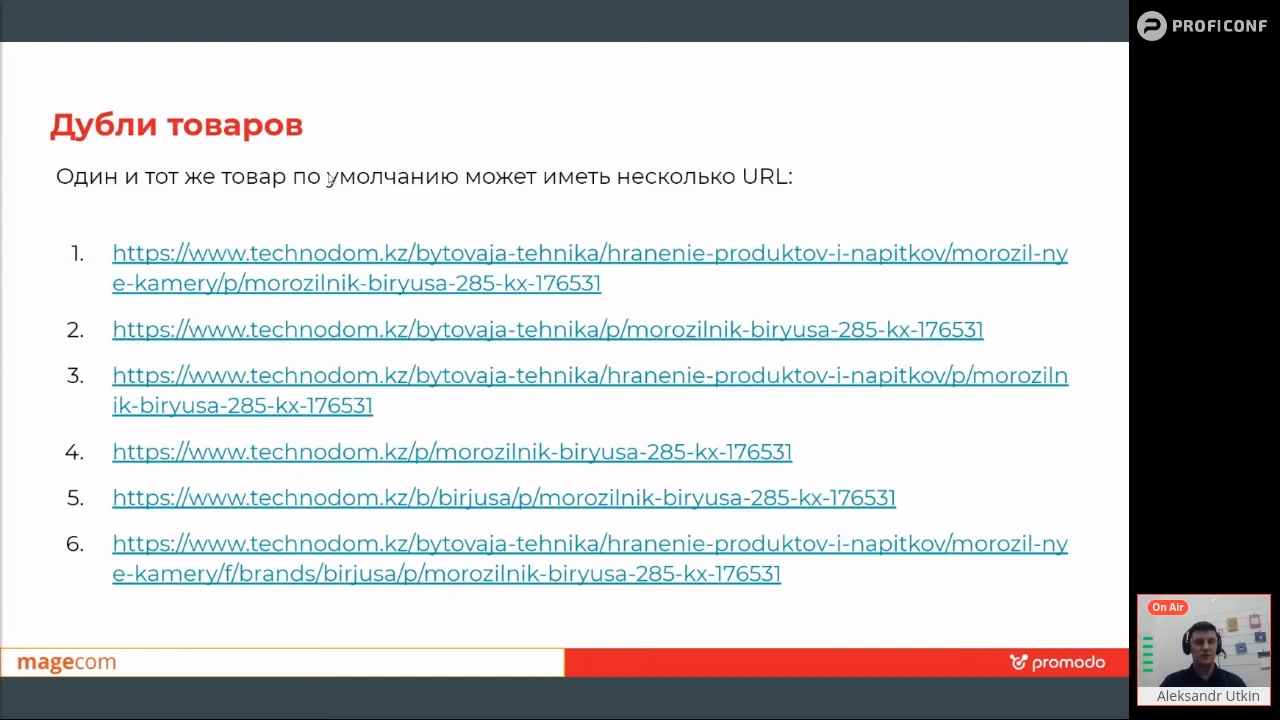 PROFICONF
Дубли товаров
Один и тот же товар по умолчанию может иметь несколько URL:
1. https://www.technodom.kz/bytovaja-tehnika/hranenie-produktov-i-napitkov/morozil-ny
e-kamery/p/morozilnik-biryusa-285-kx-176531
2. https://www.technodom.kz/bytovaja-tehnika/p/morozilnik-biryusa-285-kx-176531
3. https://www.technodom.kz/bytovaja-tehnika/hranenie-produktov-i-napitkov/p/moroziln
ik-biryusa-285-kx-176531
4. https://www.technodom.kz/p/morozilnik-biryusa-285-kx-176531
5. https://www.technodom.kz/b/birjusa/p/morozilnik-biryusa-285-kx-176531
6. https://www.technodom.kz/bytovaja-tehnika/hranenie-produktov-i-napitkov/morozil-ny
e-kamery/f/brands/birjusa/p/morozilnik-biryusa-285-kx-176531
magecom
promodo
On Air
Aleksandr Utkin